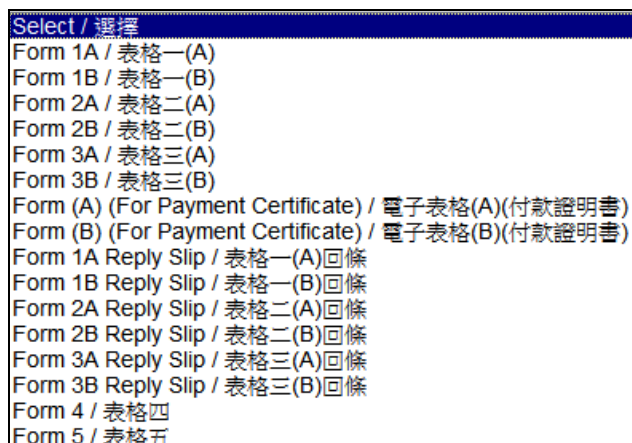 Select / 選擇
Form 1A / 表格一(A)
Form 1B / 表格一(B)
Form 2A / 表格二(A)
Form 2B / 表格二(B)
Form 3A / 表格三(A)
Form 3B / 表格三(B)
Form (A) (For Payment Certificate) / 電子表格(A)(付款證明書)
Form (B) (For Payment Certificate) / 電子表格(B)(付款證明書)
Form 1A Reply Slip / 表格一(A)回條
Form 1B Reply Slip / 表格一(B)回條
Form 2A Reply Slip / 表格二(A)回條
Form 2B Reply Slip / 表格二(B)回條
Form 3A Reply Slip / 表格三(A)回條
Form 3B Reply Slip / 表格三(B)回條
Form 4 / 表格四
Form 5 / 表格五